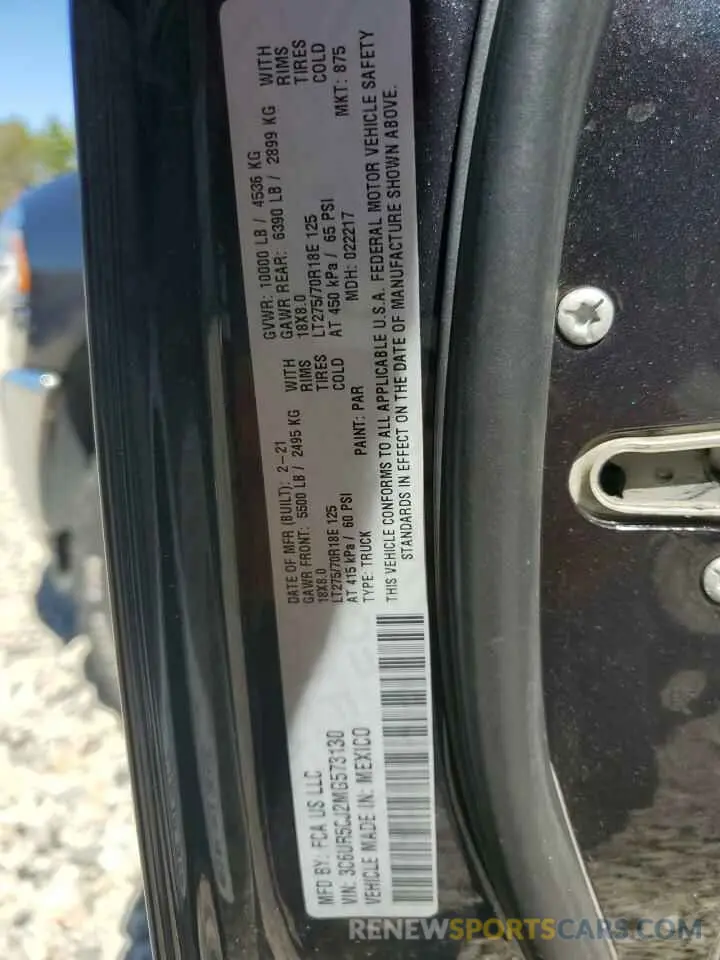 MFD BY: FCA US LLC
DATE OF MFR (BUILT): 2-21
GVWR: 10000 LB / 4536 KG
GAWR FRONT: 5500 LB / 2495 KG WITH
18X8.0 RIMS
LT275/70R18E 125 TIRES
AT 415 kPa / 60 PSI COLD
GAWR REAR: 6390 LB / 2899 KG WITH
18X8.0 RIMS
LT275/70R18E 125 TIRES
AT 450 kPa / 65 PSI COLD
VIN: 3C6UR5CJ2MG573130
TYPE: TRUCK
PAINT: PAR
MDH: 022217
MKT: 875
VEHICLE MADE IN: MEXICO
THIS VEHICLE CONFORMS TO ALL APPLICABLE U.S.A. FEDERAL MOTOR VEHICLE SAFETY
STANDARDS IN EFFECT ON THE DATE OF MANUFACTURE SHOWN ABOVE.
RENEWSPORTSCARS.COM